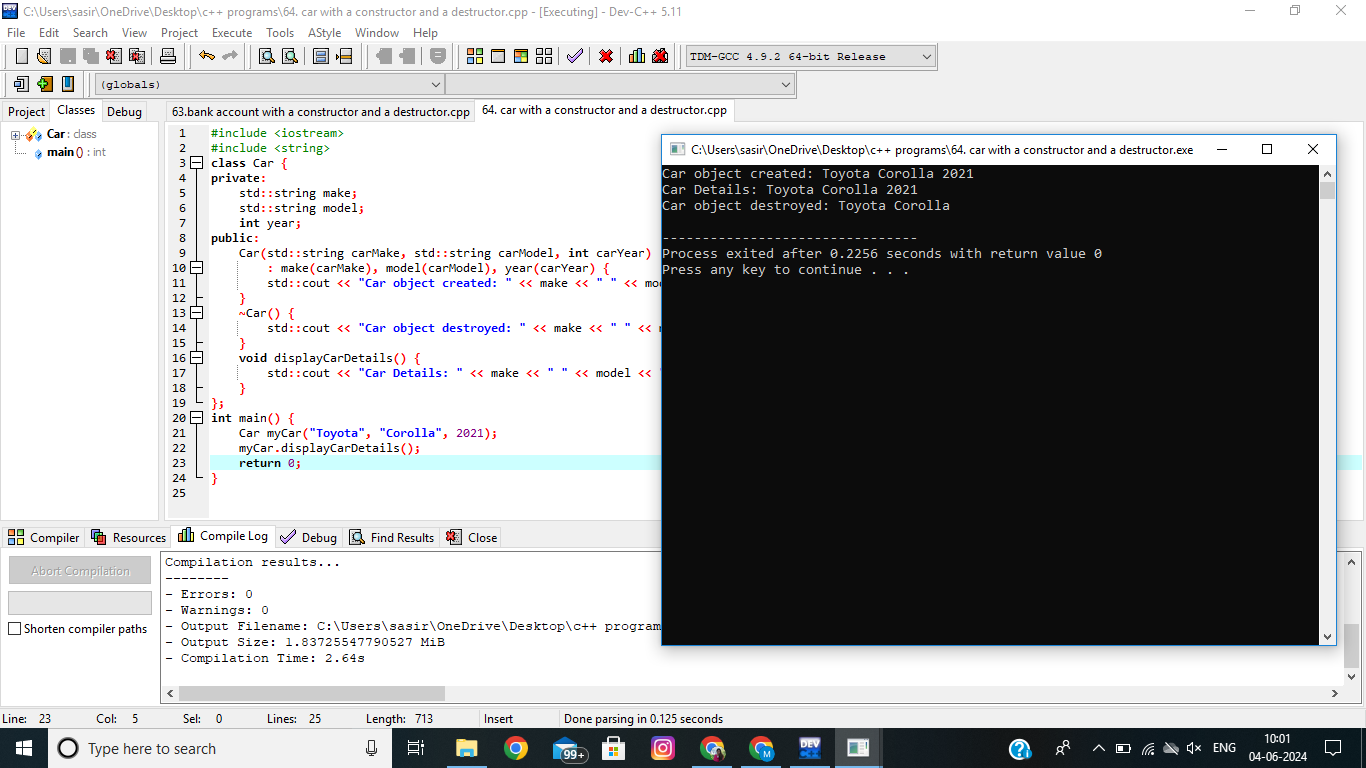 C:\Users\sasir\OneDrive\Desktop\c++ programs\64. car with a constructor and a destructor.cpp - [Executing] - Dev-C++ 5.11
File Edit Search View Project Execute Tools AStyle Window Help
TDM-GCC 4.9.2 64-bit Release
(globals)
Project Classes Debug
63.bank account with a constructor and a destructor.cpp 64. car with a constructor and a destructor.cpp
Car : class
main () : int
1 #include <iostream>
2 #include <string>
3 class Car {
4 private:
5 std::string make;
6 std::string model;
7 int year;
8 public:
9 Car(std::string carMake, std::string carModel, int carYear)
10 : make(carMake), model(carModel), year(carYear) {
11 std::cout << "Car object created: " << make << " " <<
12 }
13 ~Car() {
14 std::cout << "Car object destroyed: " << make << " " <<
15 }
16 void displayCarDetails() {
17 std::cout << "Car Details: " << make << " " << model <<
18 }
19 };
20 int main() {
21 Car myCar("Toyota", "Corolla", 2021);
22 myCar.displayCarDetails();
23 return 0;
24 }
25
C:\Users\sasir\OneDrive\Desktop\c++ programs\64. car with a constructor and a destructor.exe
Car object created: Toyota Corolla 2021
Car Details: Toyota Corolla 2021
Car object destroyed: Toyota Corolla
--------------------------------
Process exited after 0.2256 seconds with return value 0
Press any key to continue . . .
Compiler Resources Compile Log Debug Find Results Close
Abort Compilation
Shorten compiler paths
Compilation results...
--------
- Errors: 0
- Warnings: 0
- Output Filename: C:\Users\sasir\OneDrive\Desktop\c++ program
- Output Size: 1.83725547790527 MiB
- Compilation Time: 2.64s
Line: 23 Col: 5 Sel: 0 Lines: 25 Length: 713 Insert Done parsing in 0.125 seconds
Type here to search
99+
DEV
M
ENG
10:01
04-06-2024